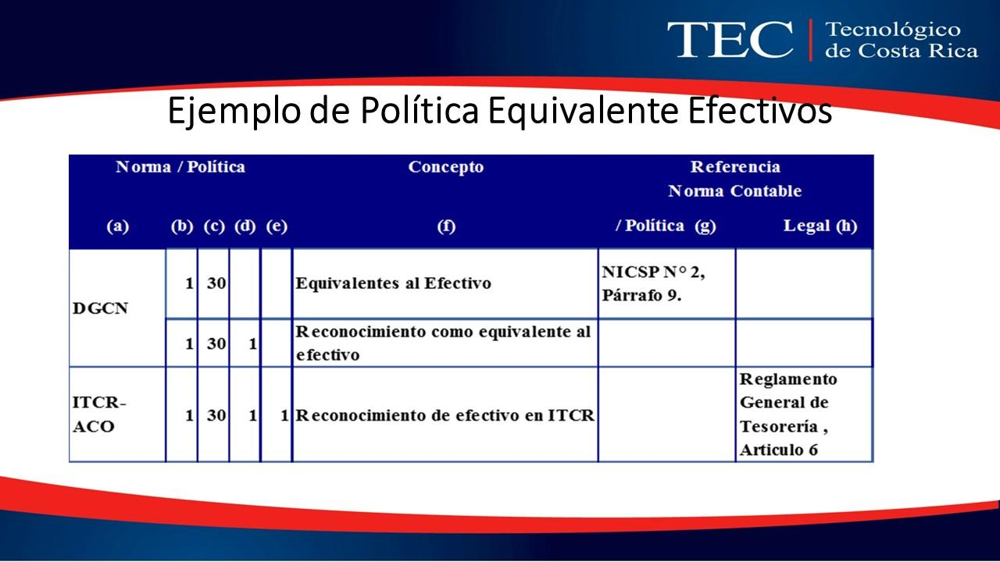 TEC
Tecnológico
de Costa Rica
Ejemplo de Política Equivalente Efectivos
Norma / Política Concepto Referencia
Norma Contable
(a) (b) (c) (d) (e) (f) / Política (g) Legal (h)
DGCN
1 30 Equivalentes al Efectivo
NICSP N° 2,
Párrafo 9.
1 30 1
Reconocimiento como equivalente al
efectivo
ITCR-
ACO
1 30 1 1 Reconocimiento de efectivo en ITCR
Reglamento
General de
Tesorería ,
Articulo 6